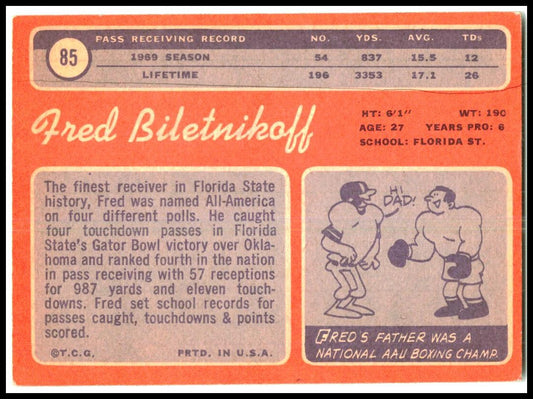 85
PASS RECEIVING RECORD NO. YDS. AVG. TDs
1969 SEASON 54 837 15.5 12
LIFETIME 196 3353 17.1 26
Fred Biletnikoff
HT: 6'1" WT: 190
AGE: 27 YEARS PRO: 6
SCHOOL: FLORIDA ST.
The finest receiver in Florida State
history, Fred was named All-America
on four different polls. He caught
four touchdown passes in Florida
State's Gator Bowl victory over Okla-
homa and ranked fourth in the nation
in pass receiving with 57 receptions
for 987 yards and eleven touch-
downs. Fred set school records for
passes caught, touchdowns & points
scored.
©T.C.G. PRTD. IN U.S.A.
HI
DAD!
FRED'S FATHER WAS A
NATIONAL AAU BOXING CHAMP.